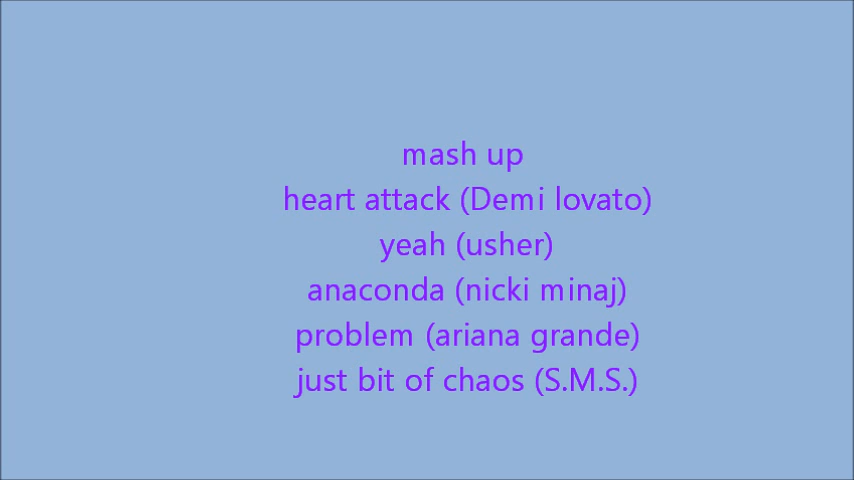 mash up
heart attack (Demi lovato)
yeah (usher)
anaconda (nicki minaj)
problem (ariana grande)
just bit of chaos (S.M.S.)